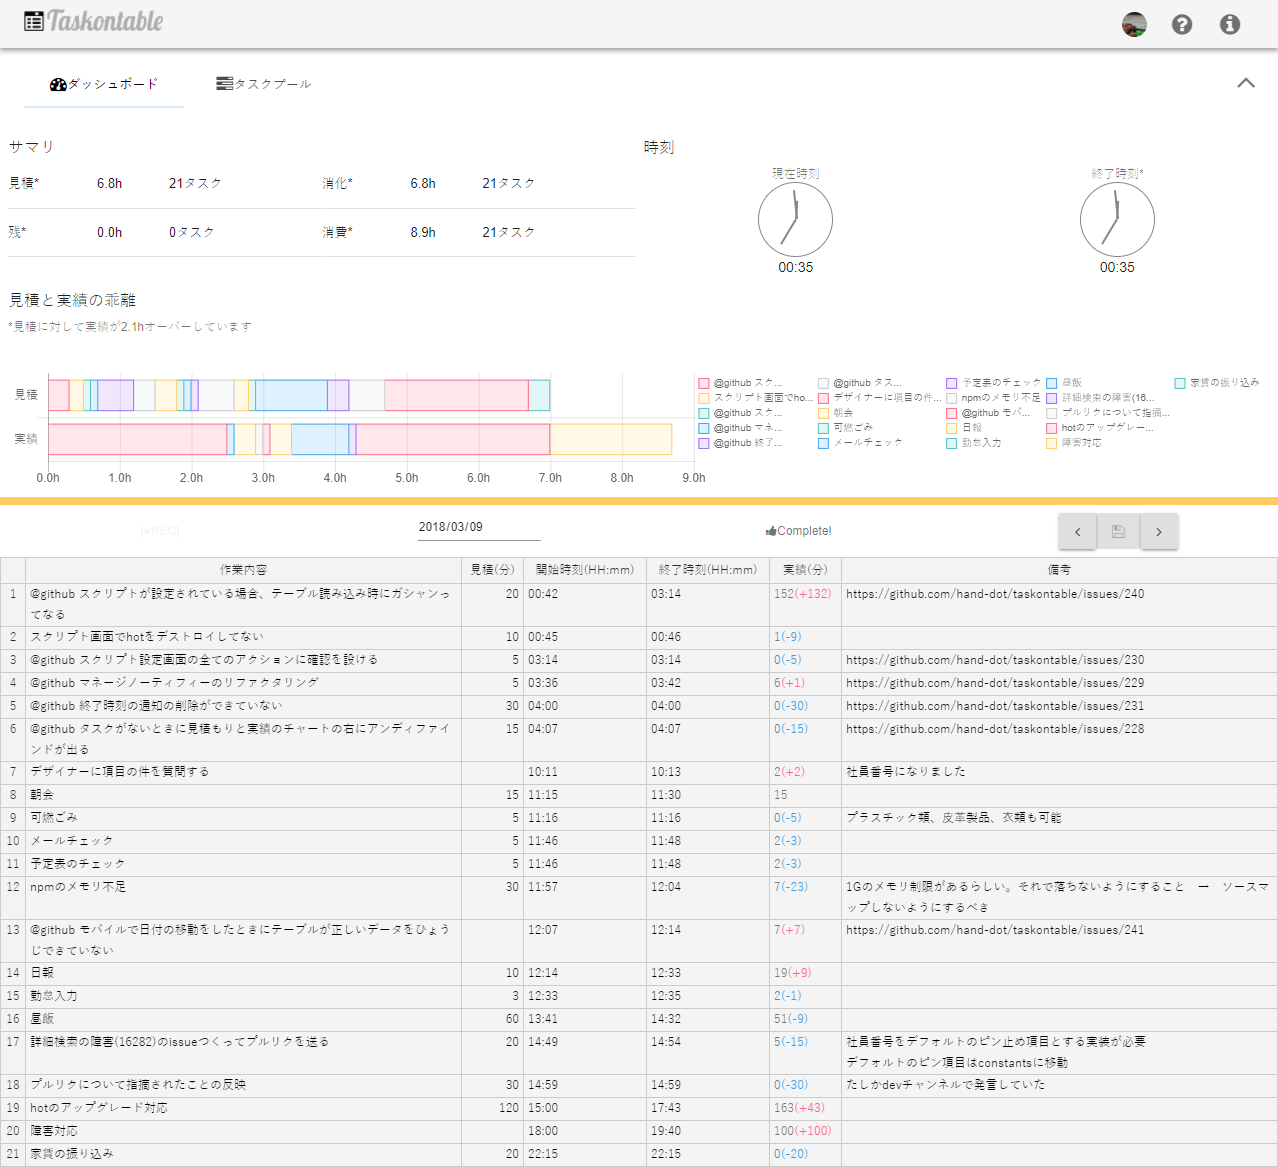 Taskontable
ダッシュボード
タスクプール
サマリ
時刻
見積* 6.8h 21タスク 消化* 6.8h 21タスク
残* 0.0h 0タスク 消費* 8.9h 21タスク
現在時刻 終了時刻*
00:35 00:35
見積と実績の乖離
*見積に対して実績が2.1hオーバーしています
見積
実績
0.0h 1.0h 2.0h 3.0h 4.0h 5.0h 6.0h 7.0h 8.0h 9.0h
@github スク... @github タス... 予定表のチェック 昼飯 家賃の振り込み
スクリプト画面でho... デザイナーに項目の件... npmのメモリ不足 詳細検索の障害(16...
@github スク... 朝会 @github モバ... プルリクについて指摘...
@github マネ... 可燃ごみ 日報 hotのアップグレー...
@github 終了... メールチェック 勤怠入力 障害対応
[●REC] 2018/03/09 Complete!
作業内容 見積(分) 開始時刻(HH:mm) 終了時刻(HH:mm) 実績(分) 備考
1 @github スクリプトが設定されている場合、テーブル読み込み時にガシャンっ 20 00:42 03:14 152(+132) https://github.com/hand-dot/taskontable/issues/240
てなる
2 スクリプト画面でhotをデストロイしてない 10 00:45 00:46 1(-9)
3 @github スクリプト設定画面の全てのアクションに確認を設ける 5 03:14 03:14 0(-5) https://github.com/hand-dot/taskontable/issues/230
4 @github マネージノーティフィーのリファクタリング 5 03:36 03:42 6(+1) https://github.com/hand-dot/taskontable/issues/229
5 @github 終了時刻の通知の削除ができていない 30 04:00 04:00 0(-30) https://github.com/hand-dot/taskontable/issues/231
6 @github タスクがないときに見積もりと実績のチャートの右にアンディファイ 15 04:07 04:07 0(-15) https://github.com/hand-dot/taskontable/issues/228
ンドが出る
7 デザイナーに項目の件を質問する 10:11 10:13 2(+2) 社員番号になりました
8 朝会 15 11:15 11:30 15
9 可燃ごみ 5 11:16 11:16 0(-5) プラスチック類、皮革製品、衣類も可能
10 メールチェック 5 11:46 11:48 2(-3)
11 予定表のチェック 5 11:46 11:48 2(-3)
12 npmのメモリ不足 30 11:57 12:04 7(-23) 1Gのメモリ制限があるらしい。それで落ちないようにすること　→　ソースマ
ップしないようにするべき
13 @github モバイルで日付の移動をしたときにテーブルが正しいデータをひょう 12:07 12:14 7(+7) https://github.com/hand-dot/taskontable/issues/241
じできていない
14 日報 10 12:14 12:33 19(+9)
15 勤怠入力 3 12:33 12:35 2(-1)
16 昼飯 60 13:41 14:32 51(-9)
17 詳細検索の障害(16282)のissueつくってプルリクを送る 20 14:49 14:54 5(-15) 社員番号をデフォルトのピン止め項目とする実装が必要
デフォルトのピン項目はconstantsに移動
18 プルリクについて指摘されたことの反映 30 14:59 14:59 0(-30) たしかdevチャンネルで発言していた
19 hotのアップグレード対応 120 15:00 17:43 163(+43)
20 障害対応 18:00 19:40 100(+100)
21 家賃の振り込み 20 22:15 22:15 0(-20)